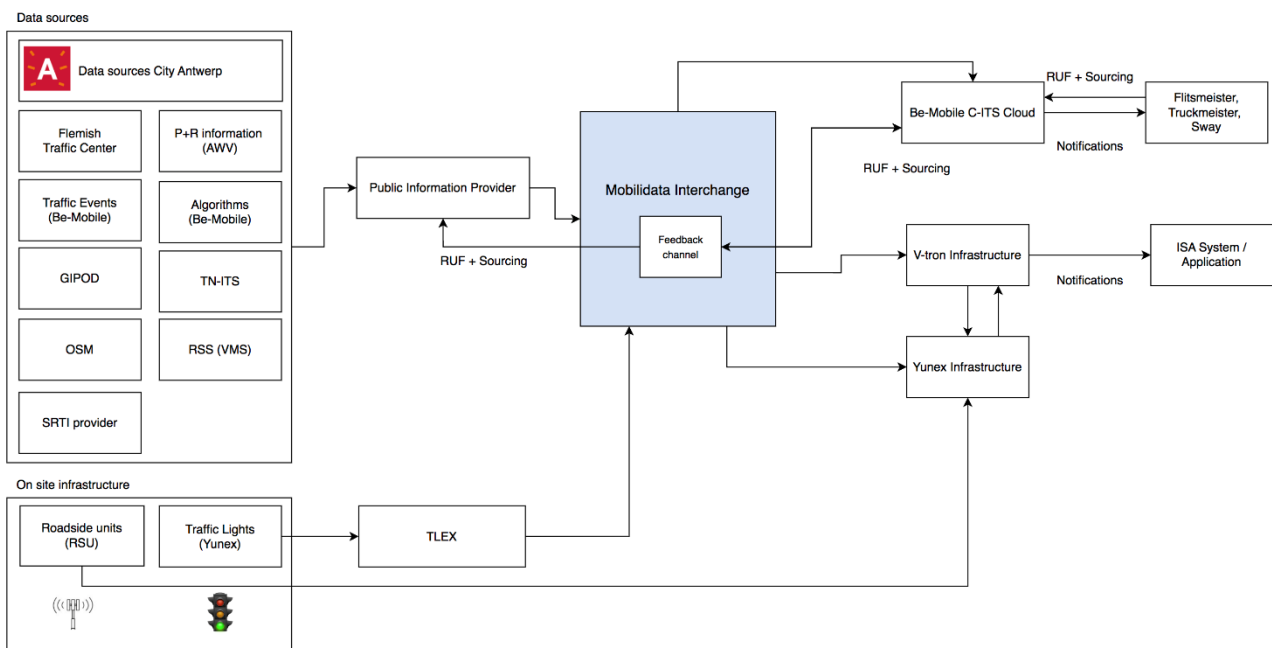 Data sources
A
Data sources City Antwerp
Flemish
Traffic Center
P+R information
(AWV)
Traffic Events
(Be-Mobile)
Algorithms
(Be-Mobile)
GIPOD
TN-ITS
OSM
RSS (VMS)
SRTI provider
On site infrastructure
Roadside units
(RSU)
Traffic Lights
(Yunex)
Public Information Provider
RUF + Sourcing
TLEX
Mobilidata Interchange
Feedback
channel
Be-Mobile C-ITS Cloud
RUF + Sourcing
RUF + Sourcing
Notifications
Flitsmeister,
Truckmeister,
Sway
V-tron Infrastructure
Notifications
ISA System /
Application
Yunex Infrastructure